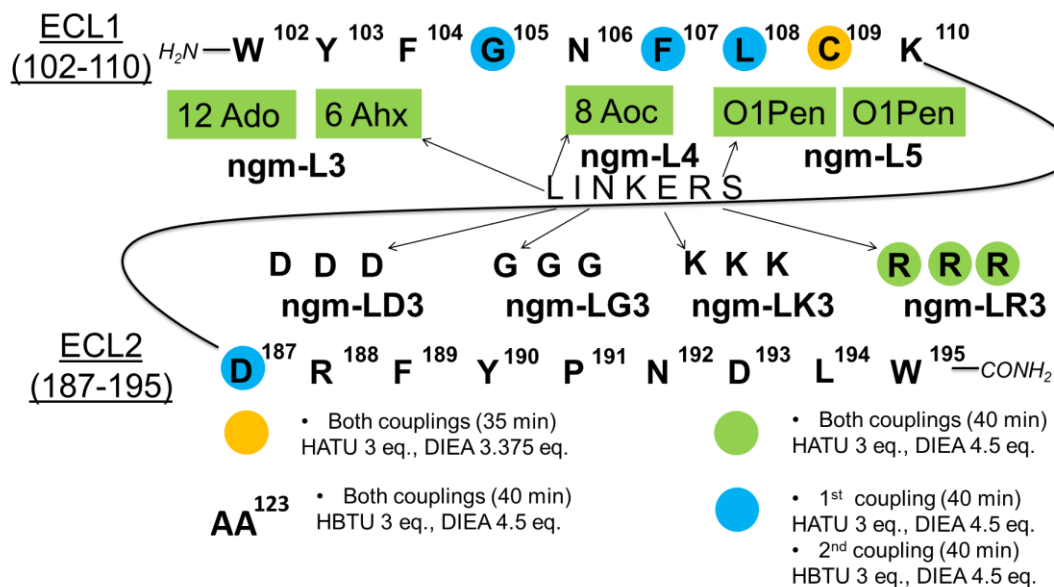 ECL1
(102-110)
H₂N W 102 Y 103 F 104 G 105 N 106 F 107 L 108 C 109 K 110
12 Ado 6 Ahx 8 Aoc O1Pen O1Pen
ngm-L3 ngm-L4 ngm-L5
LINKERS
D D D G G G K K K R R R
ngm-LD3 ngm-LG3 ngm-LK3 ngm-LR3
ECL2
(187-195)
D 187 R 188 F 189 Y 190 P 191 N 192 D 193 L 194 W 195 CONH₂
• Both couplings (35 min)
HATU 3 eq., DIEA 3.375 eq.
• Both couplings (40 min)
HATU 3 eq., DIEA 4.5 eq.
AA 123
• Both couplings (40 min)
HBTU 3 eq., DIEA 4.5 eq.
• 1st coupling (40 min)
HATU 3 eq., DIEA 4.5 eq.
• 2nd coupling (40 min)
HBTU 3 eq., DIEA 4.5 eq.